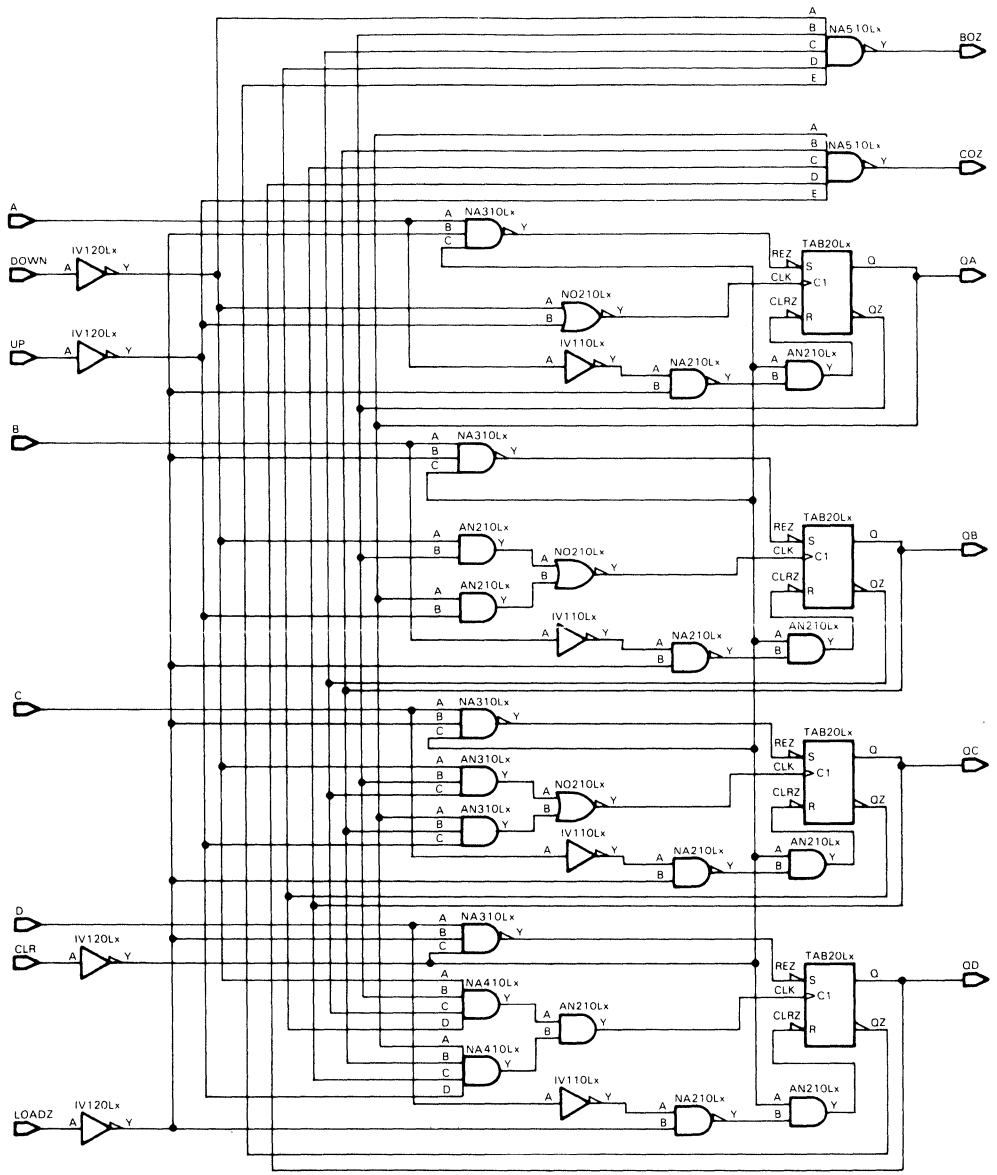 A
B NA510Lx
C Y BOZ
D
E
A
B NA510Lx
C Y COZ
D
E
A A NA310Lx
B Y
C
TAB20Lx
IV120Lx
DOWN A Y
REZ S Q QA
CLK C1
NO210Lx
A Y
B
CLRZ R QZ
IV120Lx
UP A Y
IV110Lx
A Y
NA210Lx
A Y
B
AN210Lx
A Y
B
B A NA310Lx
B Y
C
TAB20Lx
REZ S Q QB
CLK C1
AN210Lx
A Y
B
NO210Lx
A Y
B
AN210Lx
A Y
B
CLRZ R QZ
IV110Lx
A Y
NA210Lx
A Y
B
AN210Lx
A Y
B
C A NA310Lx
B Y
C
TAB20Lx
REZ S Q QC
CLK C1
AN310Lx
A Y
B
C
NO210Lx
A Y
B
AN310Lx
A Y
B
C
CLRZ R QZ
IV110Lx
A Y
NA210Lx
A Y
B
AN210Lx
A Y
B
D A NA310Lx
B Y
C
IV120Lx
CLR A Y
TAB20Lx
REZ S Q QD
CLK C1
A NA410Lx
B Y
C
D
AN210Lx
A Y
B
A NA410Lx
B Y
C
D
CLRZ R QZ
IV110Lx
A Y
NA210Lx
A Y
B
AN210Lx
A Y
B
IV120Lx
LOADZ A Y